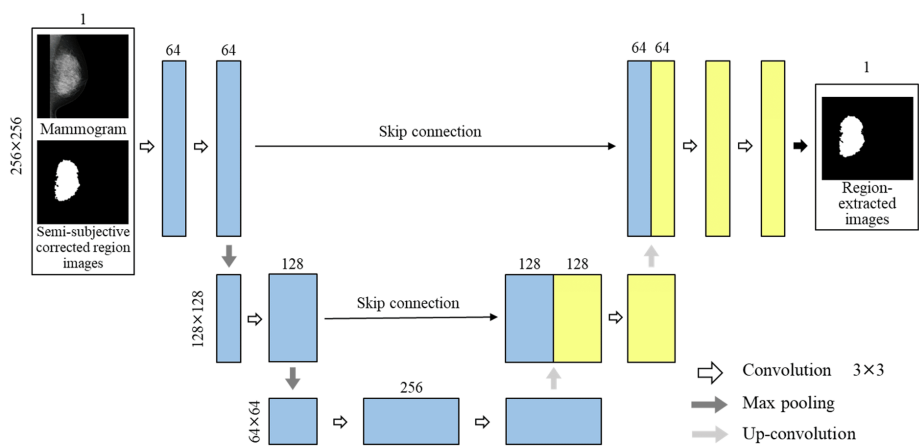 1
256×256
Mammogram
Semi-subjective
corrected region
images
64
64
Skip connection
64
64
1
Region-
extracted
images
128×128
128
Skip connection
128
128
64×64
256
Convolution 3×3
Max pooling
Up-convolution